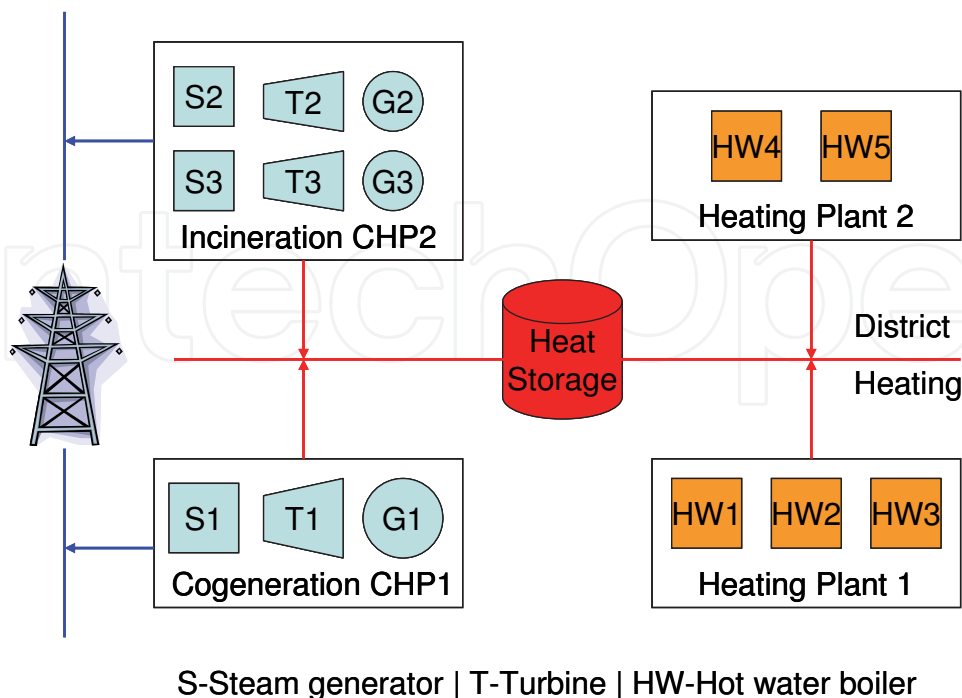 S2
T2
G2
S3
T3
G3
Incineration CHP2
HW4
HW5
Heating Plant 2
Heat
Storage
District
Heating
S1
T1
G1
Cogeneration CHP1
HW1
HW2
HW3
Heating Plant 1
S-Steam generator | T-Turbine | HW-Hot water boiler
ntechOpe